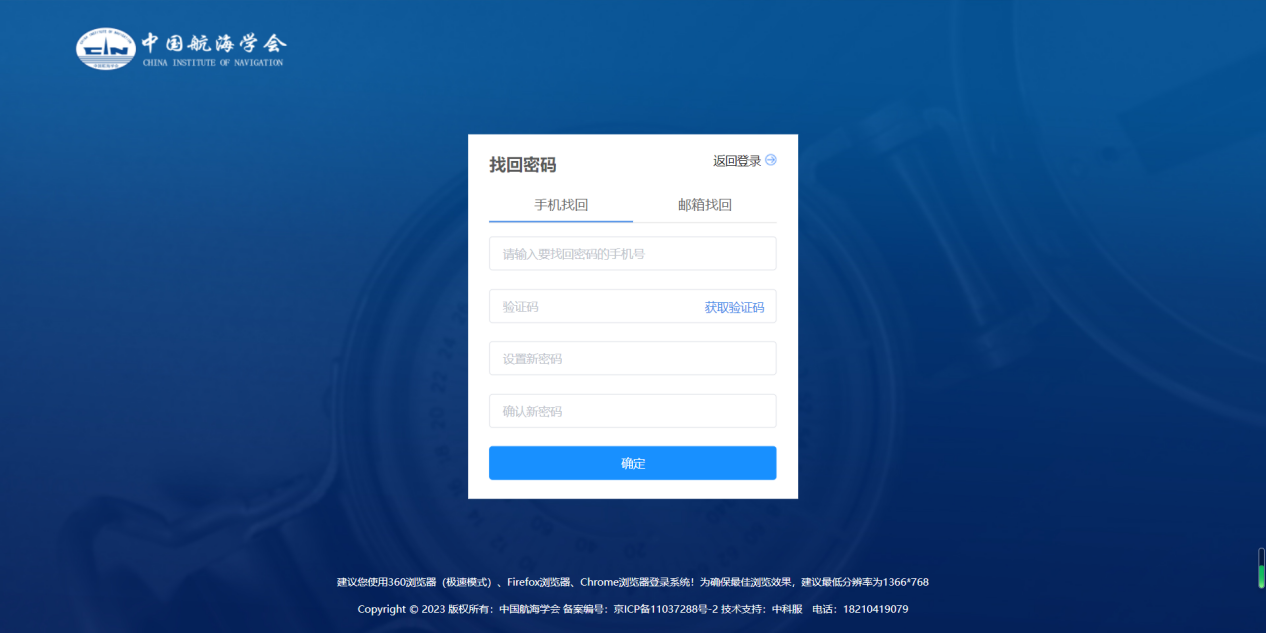 中国航海学会
CHINA INSTITUTE OF NAVIGATION
找回密码
返回登录
手机找回 邮箱找回
请输入要找回密码的手机号
验证码 获取验证码
设置新密码
确认新密码
确定
建议您使用360浏览器（极速模式）、Firefox浏览器、Chrome浏览器登录系统！为确保最佳浏览效果，建议最低分辨率为1366*768
Copyright © 2023 版权所有：中国航海学会 备案编号：京ICP备11037288号-2 技术支持：中科服 电话：18210419079